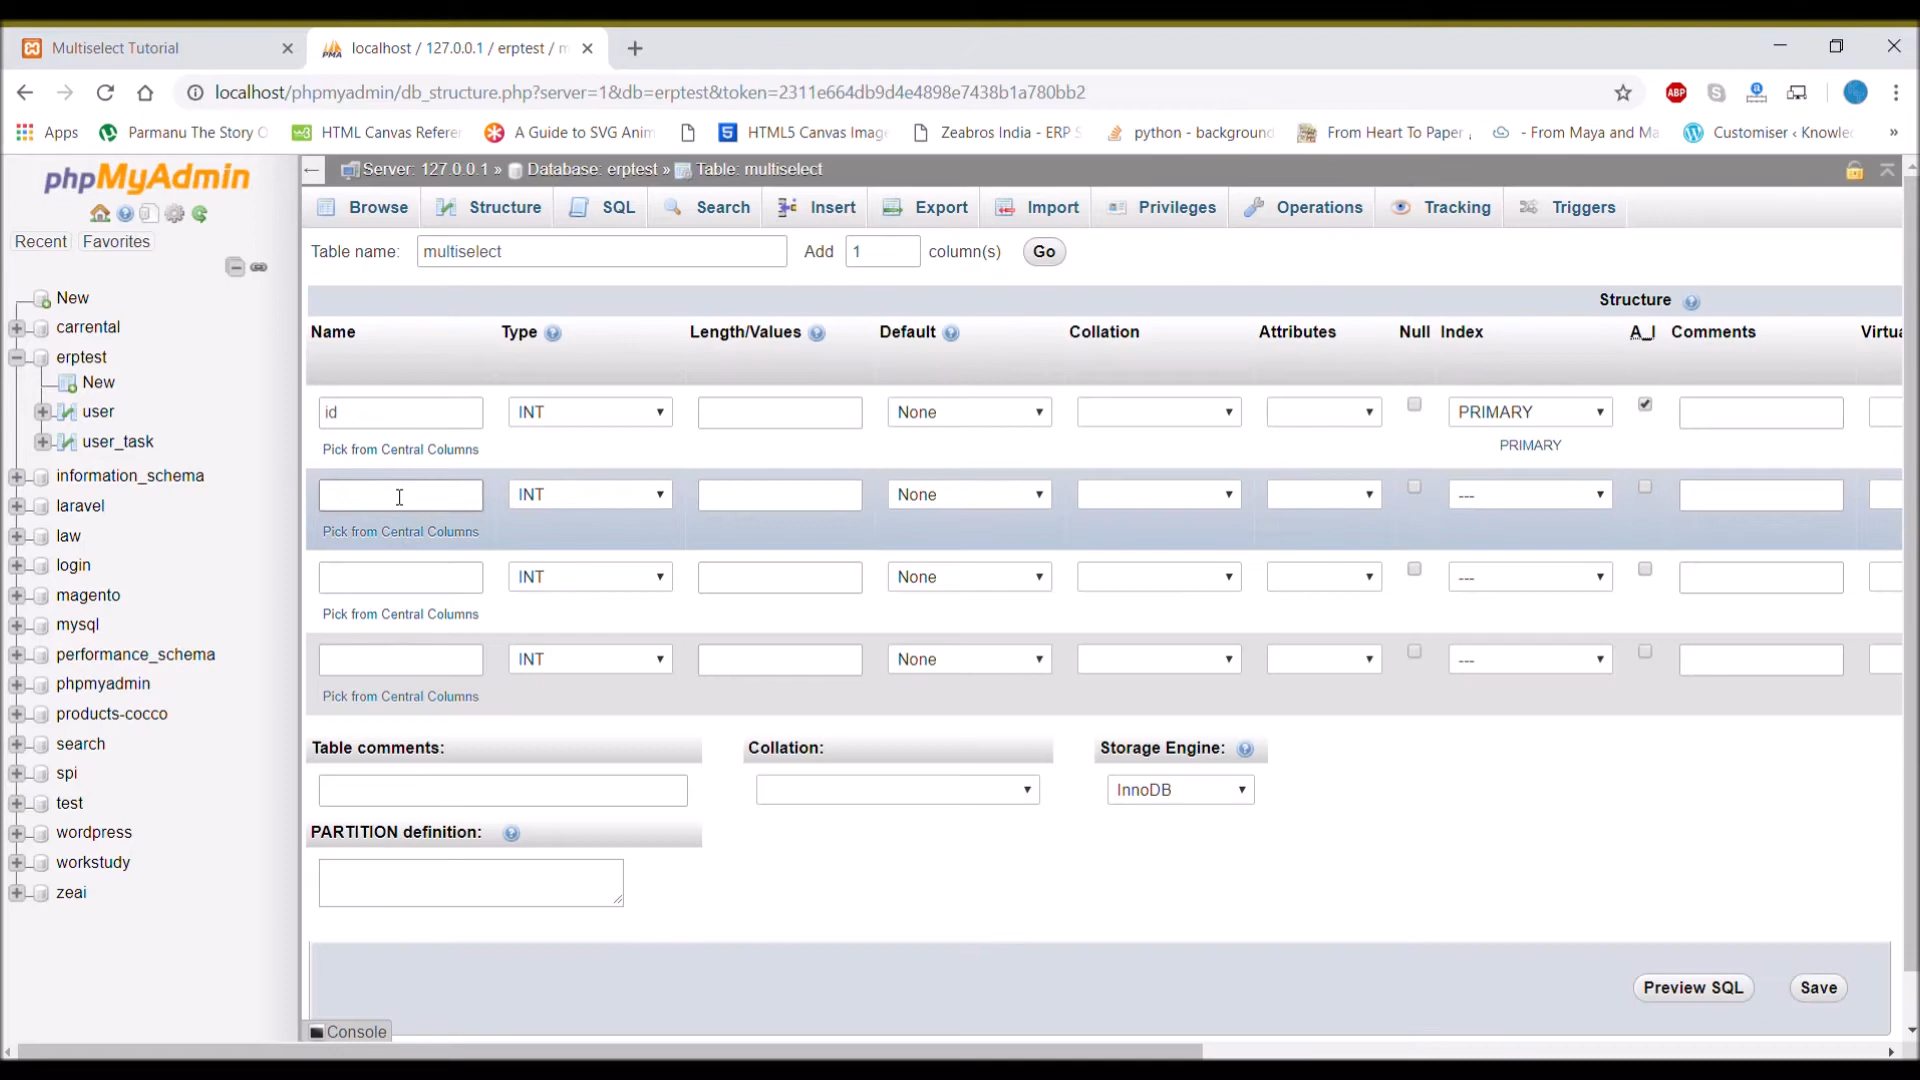 Multiselect Tutorial
localhost / 127.0.0.1 / erptest / m
localhost/phpmyadmin/db_structure.php?server=1&db=erptest&token=2311e664db9d4e4898e7438b1a780bb2
ABP
Apps
Parmanu The Story O
HTML Canvas Refere
A Guide to SVG Anim
HTML5 Canvas Imag
Zeabros India - ERP S
python - background
From Heart To Paper
- From Maya and Ma
Customiser ‹ Knowle
»
phpMyAdmin
Recent
Favorites
New
carrental
erptest
New
user
user_task
information_schema
laravel
law
login
magento
mysql
performance_schema
phpmyadmin
products-cocco
search
spi
test
wordpress
workstudy
zeai
Server: 127.0.0.1 » Database: erptest » Table: multiselect
Browse
Structure
SQL
Search
Insert
Export
Import
Privileges
Operations
Tracking
Triggers
Table name: multiselect Add 1 column(s) Go
Structure
Name Type Length/Values Default Collation Attributes Null Index A_I Comments Virtua
id INT None PRIMARY
Pick from Central Columns PRIMARY
INT None ---
Pick from Central Columns
INT None ---
Pick from Central Columns
INT None ---
Pick from Central Columns
Table comments: Collation: Storage Engine:
InnoDB
PARTITION definition:
Preview SQL Save
Console